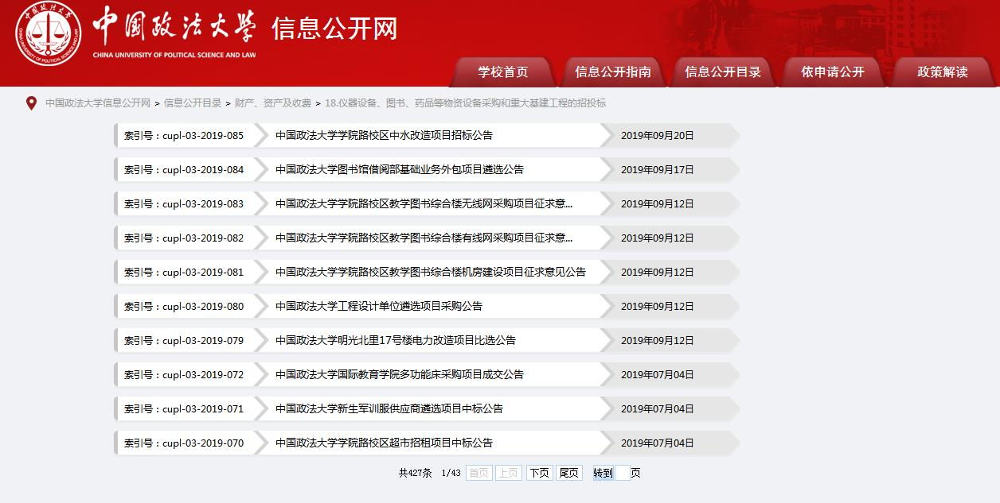 中国政法大学 信息公开网
CHINA UNIVERSITY OF POLITICAL SCIENCE AND LAW
学校首页 信息公开指南 信息公开目录 依申请公开 政策解读
中国政法大学信息公开网 > 信息公开目录 > 财产、资产及收费 > 18.仪器设备、图书、药品等物资设备采购和重大基建工程的招投标
索引号：cupl-03-2019-085 中国政法大学学院路校区中水改造项目招标公告 2019年09月20日
索引号：cupl-03-2019-084 中国政法大学图书馆借阅部基础业务外包项目遴选公告 2019年09月17日
索引号：cupl-03-2019-083 中国政法大学学院路校区教学图书综合楼无线网采购项目征求意... 2019年09月12日
索引号：cupl-03-2019-082 中国政法大学学院路校区教学图书综合楼有线网采购项目征求意... 2019年09月12日
索引号：cupl-03-2019-081 中国政法大学学院路校区教学图书综合楼机房建设项目征求意见公告 2019年09月12日
索引号：cupl-03-2019-080 中国政法大学工程设计单位遴选项目采购公告 2019年09月12日
索引号：cupl-03-2019-079 中国政法大学明光北里17号楼电力改造项目比选公告 2019年09月12日
索引号：cupl-03-2019-072 中国政法大学国际教育学院多功能床采购项目成交公告 2019年07月04日
索引号：cupl-03-2019-071 中国政法大学新生军训服供应商遴选项目中标公告 2019年07月04日
索引号：cupl-03-2019-070 中国政法大学学院路校区超市招租项目中标公告 2019年07月04日
共427条 1/43 首页 上页 下页 尾页 转到 页